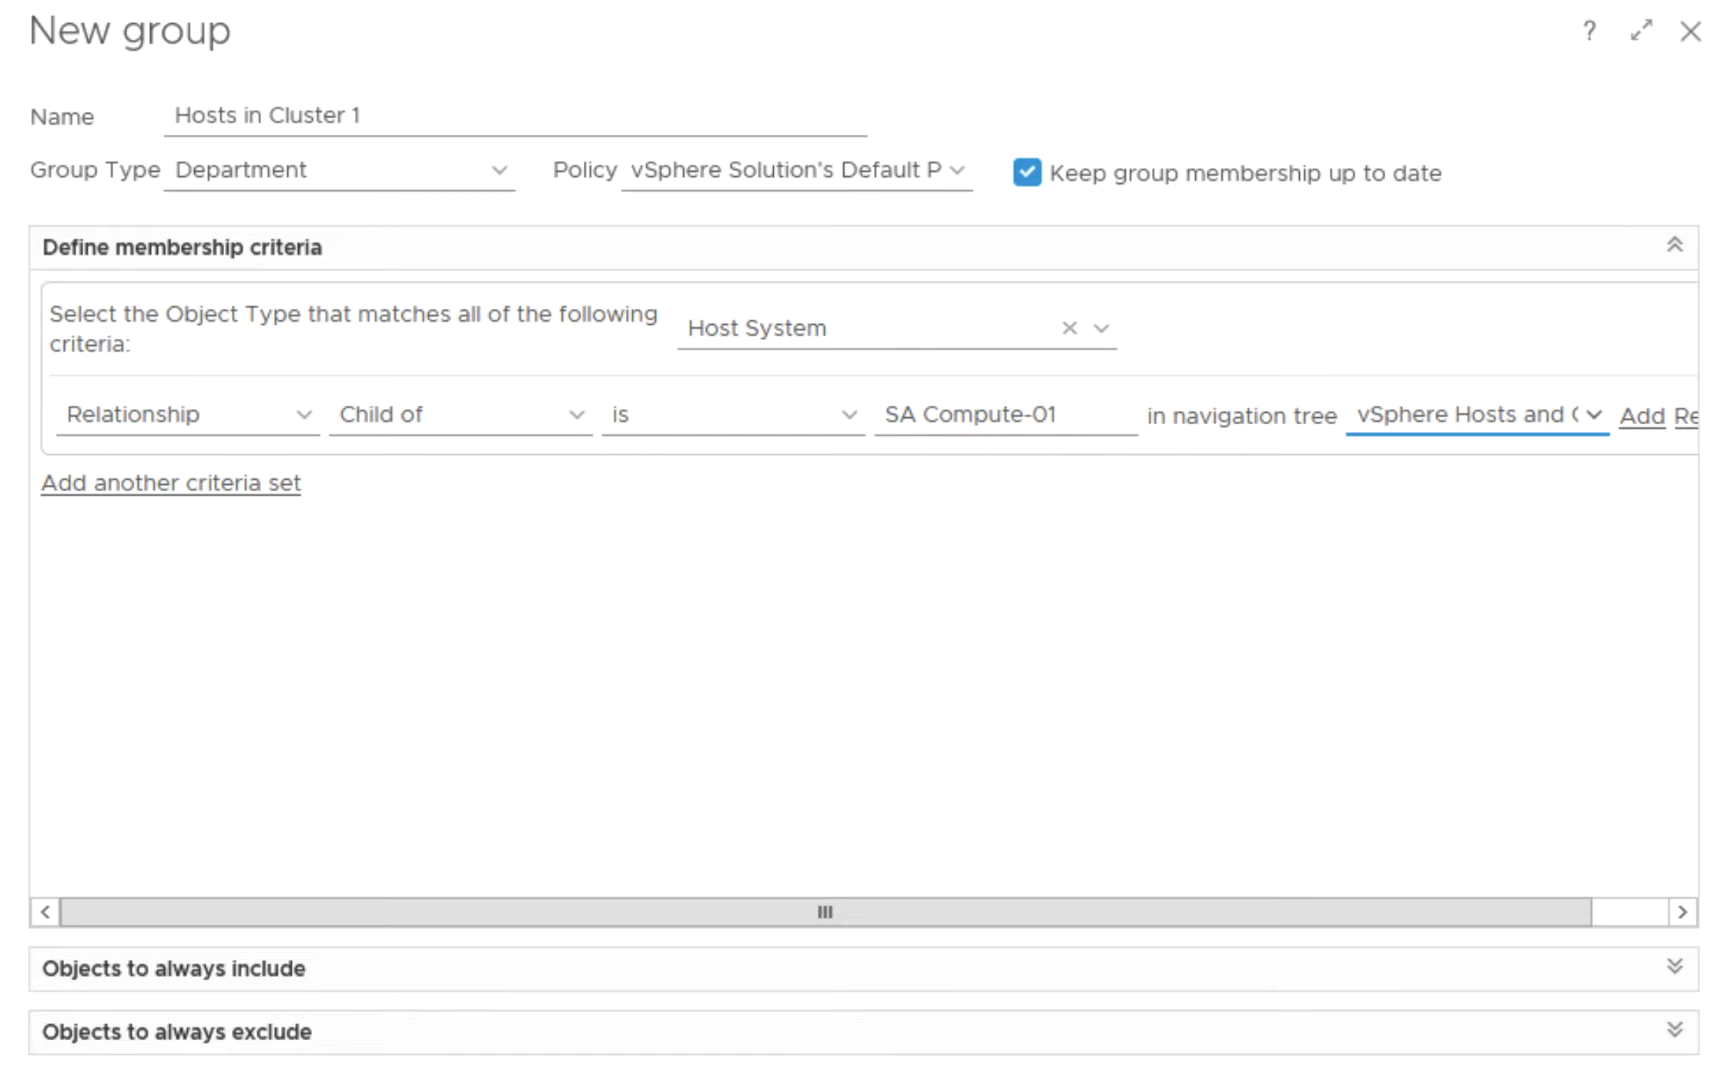 New group
?
Name Hosts in Cluster 1
Group Type Department Policy vSphere Solution's Default P Keep group membership up to date
Define membership criteria
Select the Object Type that matches all of the following
criteria:
Host System
Relationship Child of is SA Compute-01 in navigation tree vSphere Hosts and Add Re
Add another criteria set
Objects to always include
Objects to always exclude